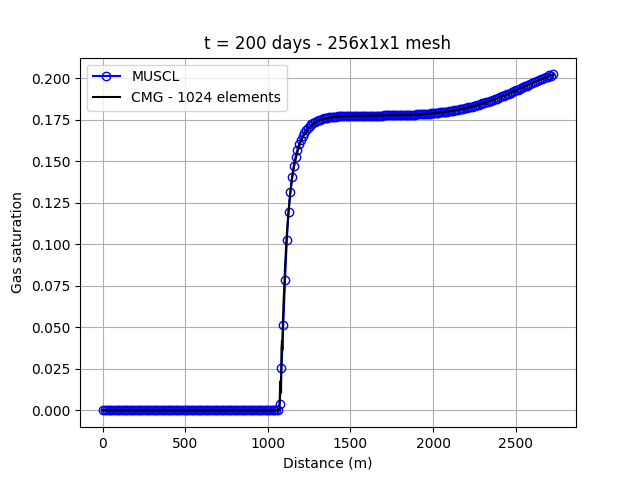 t = 200 days - 256x1x1 mesh
MUSCL
CMG - 1024 elements
Gas saturation
0.200
0.175
0.150
0.125
0.100
0.075
0.050
0.025
0.000
0 500 1000 1500 2000 2500
Distance (m)